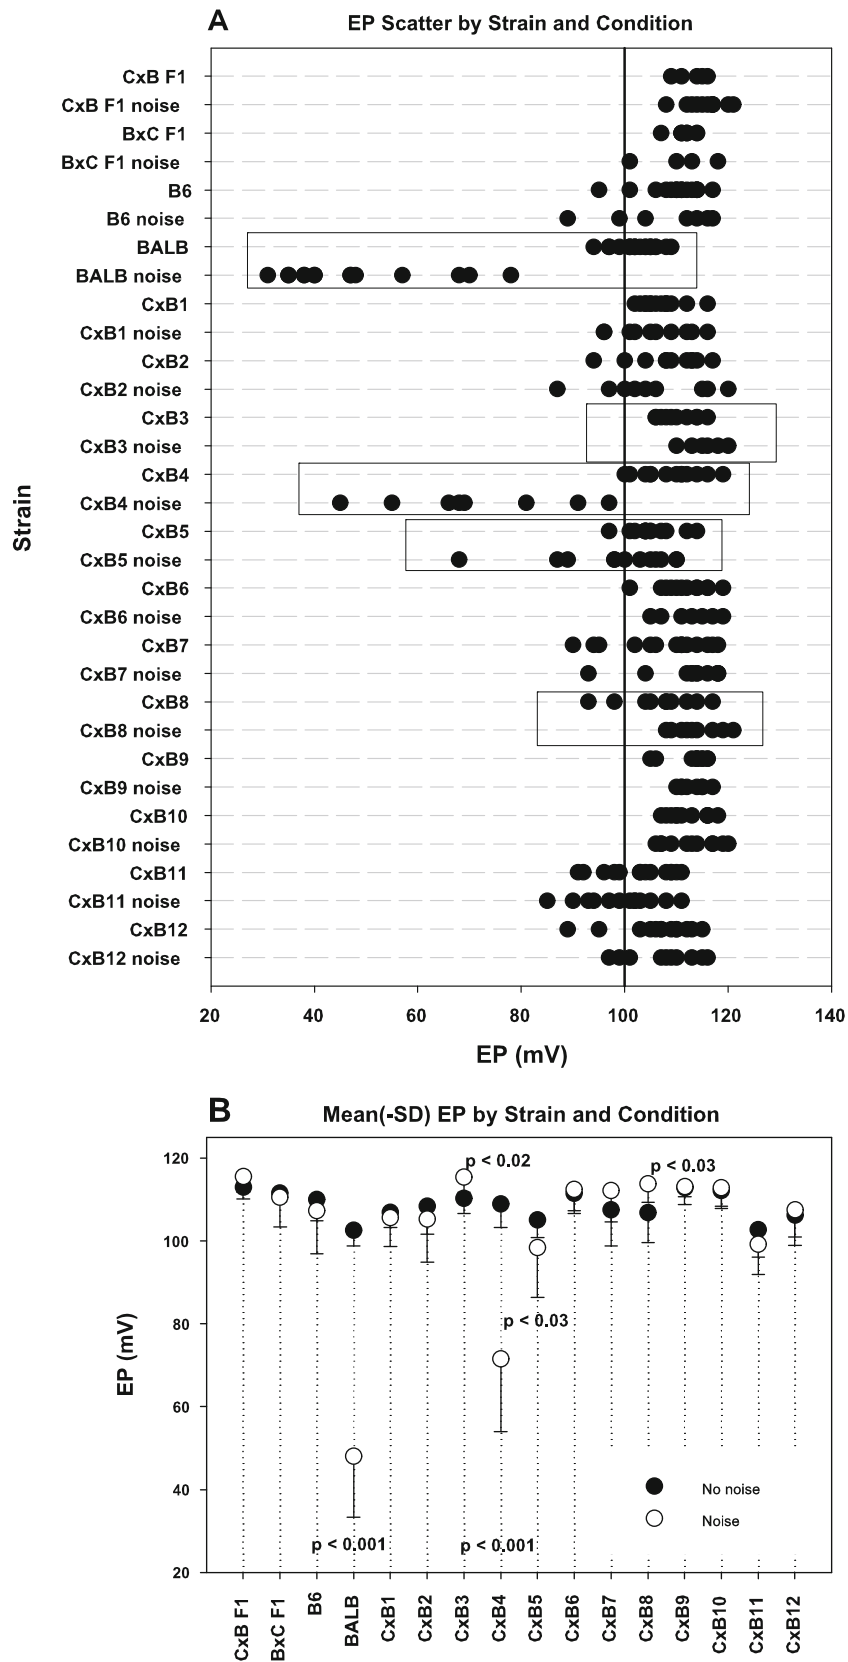 A EP Scatter by Strain and Condition
CxB F1
CxB F1 noise
BxC F1
BxC F1 noise
B6
B6 noise
BALB
BALB noise
CxB1
CxB1 noise
CxB2
CxB2 noise
CxB3
CxB3 noise
CxB4
CxB4 noise
CxB5
CxB5 noise
CxB6
CxB6 noise
CxB7
CxB7 noise
CxB8
CxB8 noise
CxB9
CxB9 noise
CxB10
CxB10 noise
CxB11
CxB11 noise
CxB12
CxB12 noise
Strain
20 40 60 80 100 120 140
EP (mV)
B Mean(-SD) EP by Strain and Condition
120
100
80
60
40
20
EP (mV)
p < 0.02
p < 0.03
p < 0.03
No noise
Noise
p < 0.001
p < 0.001
CxB F1
BxC F1
B6
BALB
CxB1
CxB2
CxB3
CxB4
CxB5
CxB6
CxB7
CxB8
CxB9
CxB10
CxB11
CxB12